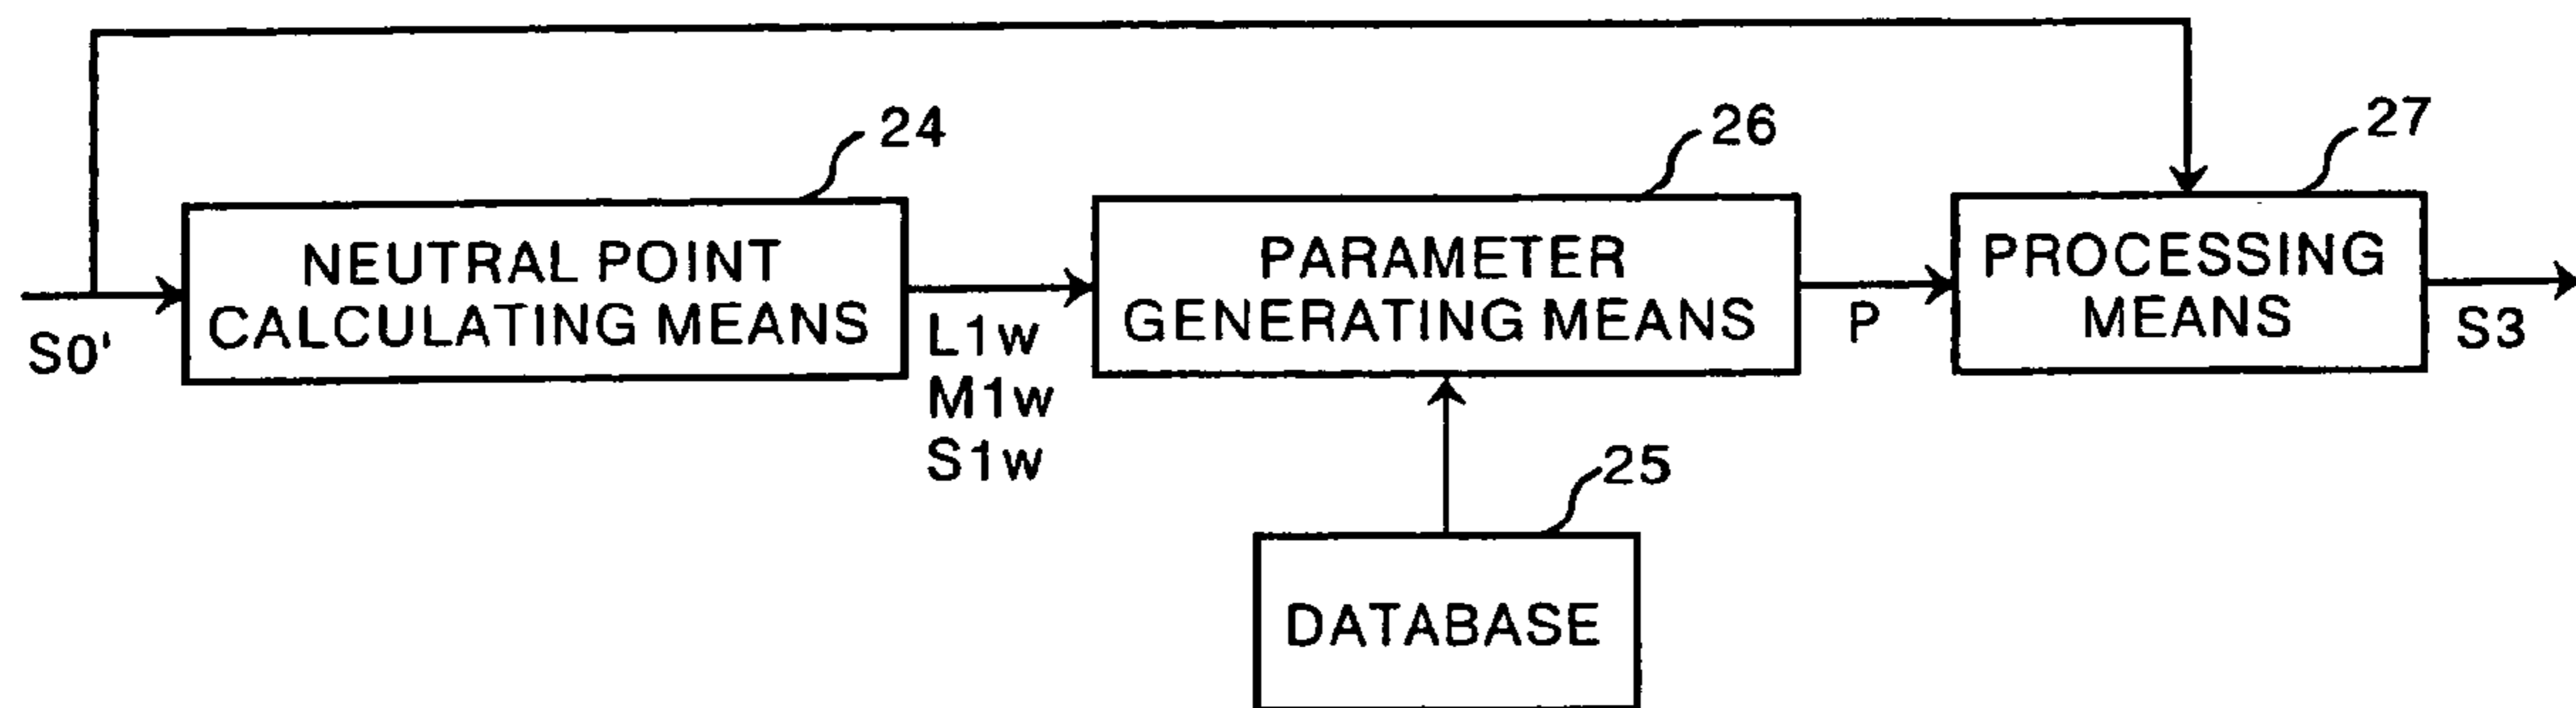 24
26
27
NEUTRAL POINT
CALCULATING MEANS
PARAMETER
GENERATING MEANS
PROCESSING
MEANS
S0'
L1w
M1w
S1w
P
S3
25
DATABASE